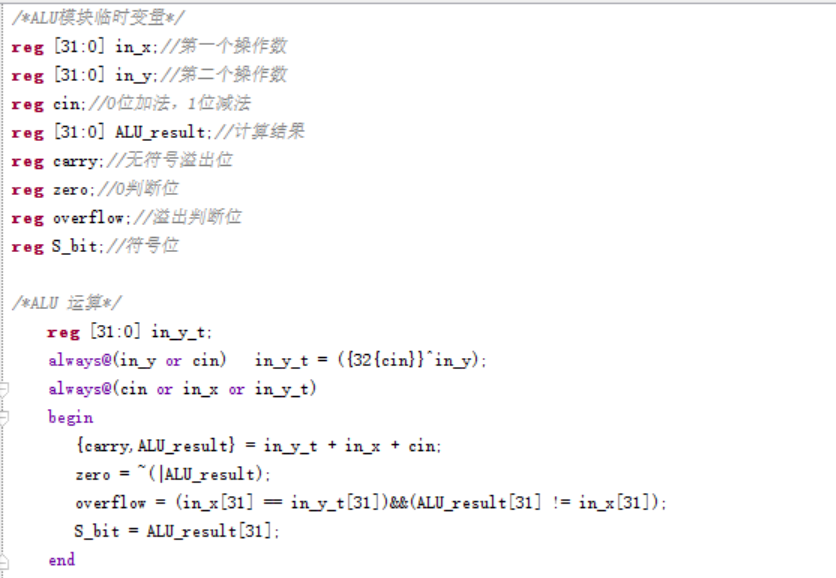 /*ALU模块临时变量*/
reg [31:0] in_x;//第一个操作数
reg [31:0] in_y;//第二个操作数
reg cin;//0位加法，1位减法
reg [31:0] ALU_result;//计算结果
reg carry;//无符号溢出位
reg zero;//0判断位
reg overflow;//溢出判断位
reg S_bit;//符号位
/*ALU 运算*/
reg [31:0] in_y_t;
always@(in_y or cin) in_y_t = ({32{cin}}^in_y);
always@(cin or in_x or in_y_t)
begin
{carry,ALU_result} = in_y_t + in_x + cin;
zero = ~(|ALU_result);
overflow = (in_x[31] == in_y_t[31])&&(ALU_result[31] != in_x[31]);
S_bit = ALU_result[31];
end